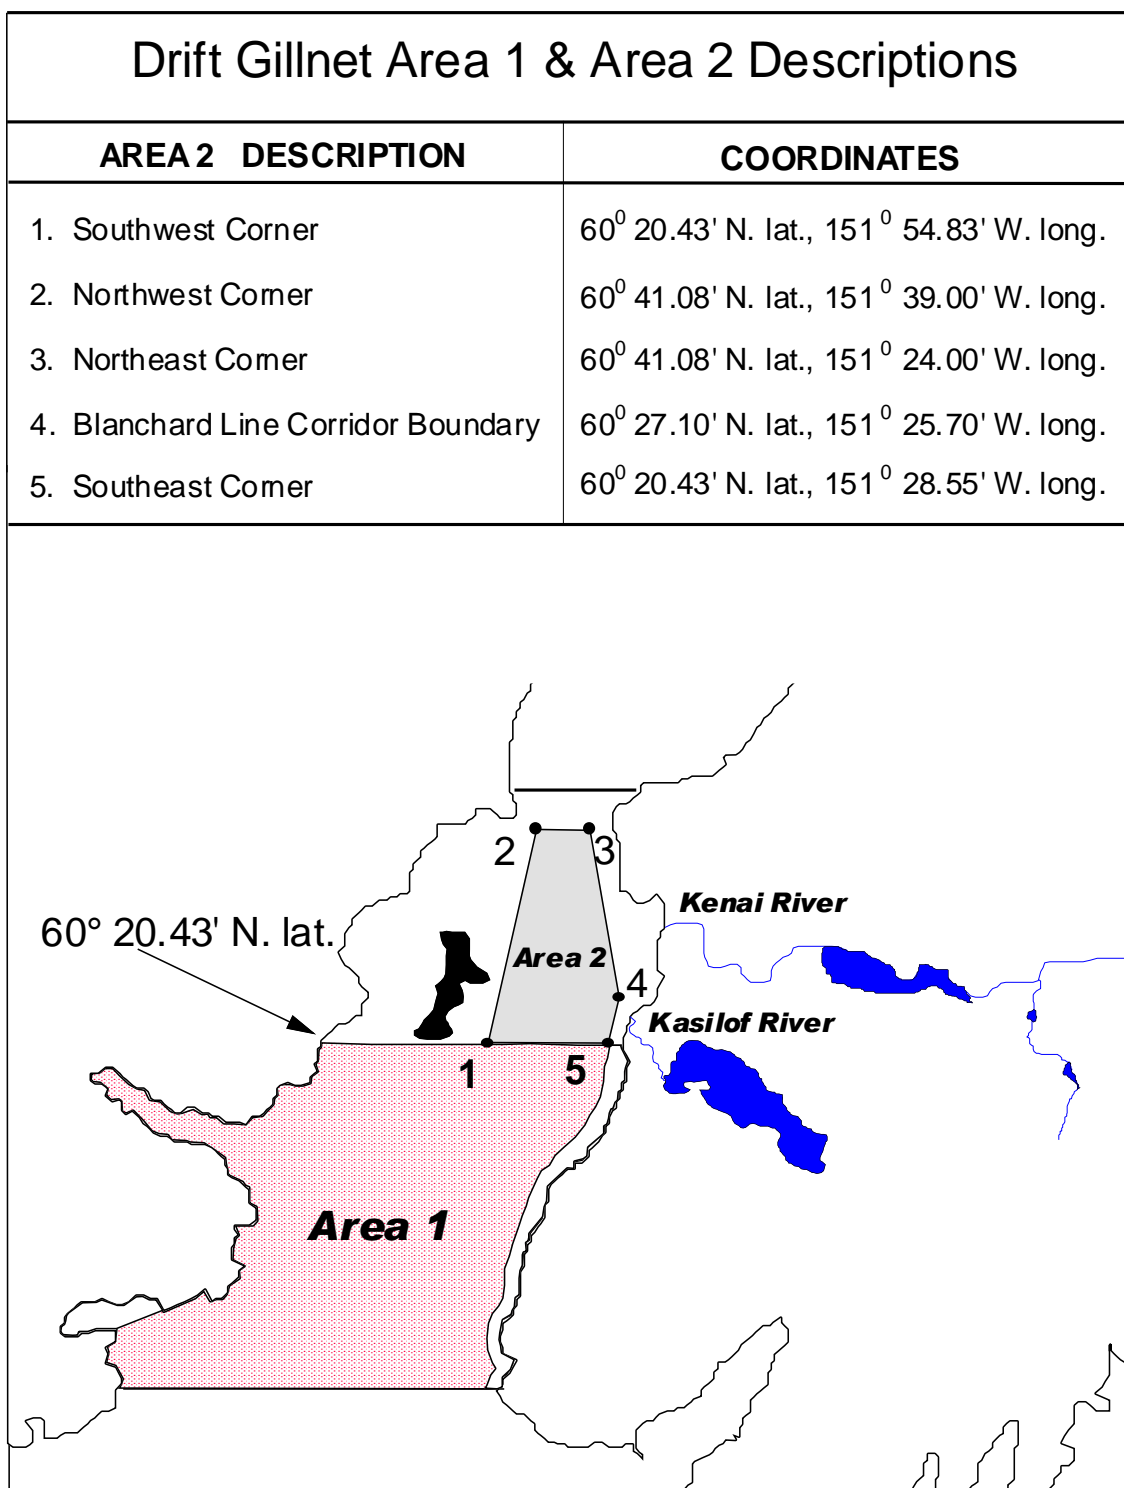 Drift Gillnet Area 1 & Area 2 Descriptions
AREA 2 DESCRIPTION COORDINATES
1. Southwest Corner 60⁰ 20.43' N. lat., 151⁰ 54.83' W. long.
2. Northwest Corner 60⁰ 41.08' N. lat., 151⁰ 39.00' W. long.
3. Northeast Corner 60⁰ 41.08' N. lat., 151⁰ 24.00' W. long.
4. Blanchard Line Corridor Boundary 60⁰ 27.10' N. lat., 151⁰ 25.70' W. long.
5. Southeast Corner 60⁰ 20.43' N. lat., 151⁰ 28.55' W. long.
2 3
Kenai River
60° 20.43' N. lat.
Area 2
4
Kasilof River
1 5
Area 1